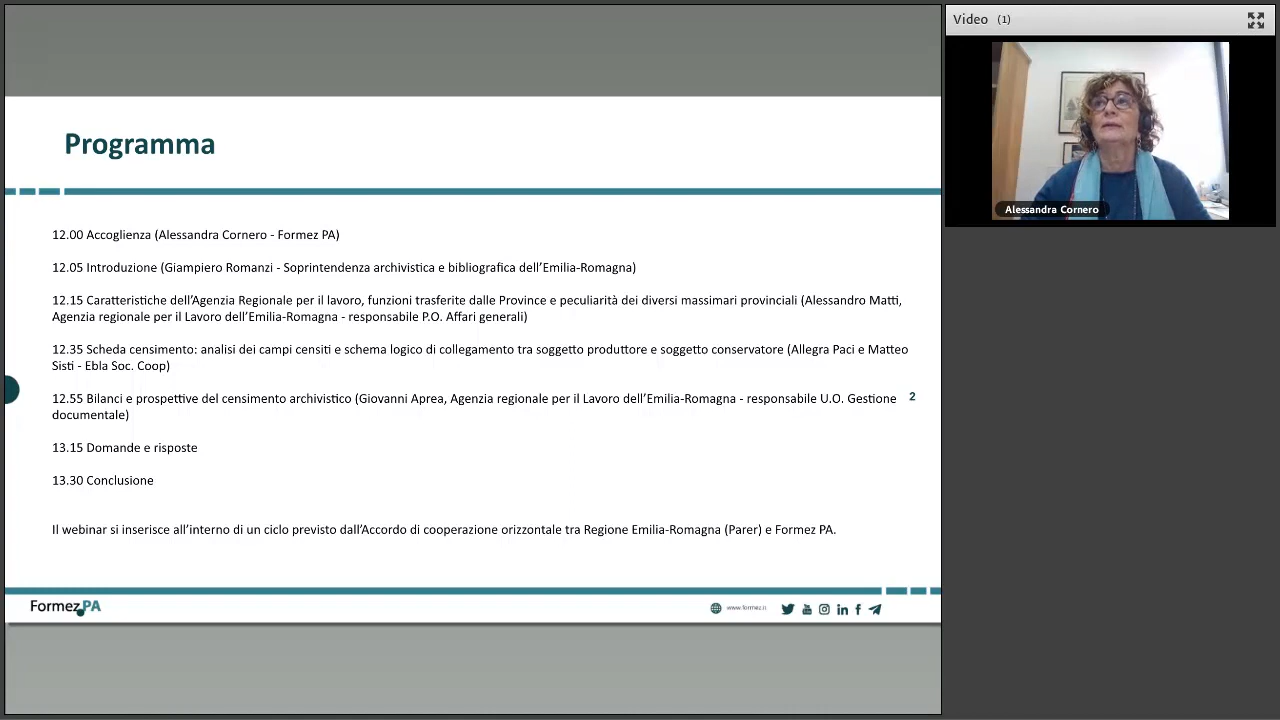 Programma
12.00 Accoglienza (Alessandra Cornero - Formez PA)
12.05 Introduzione (Giampiero Romanzi - Soprintendenza archivistica e bibliografica dell’Emilia-Romagna)
12.15 Caratteristiche dell’Agenzia Regionale per il lavoro, funzioni trasferite dalle Province e peculiarità dei diversi massimari provinciali (Alessandro Matti,
Agenzia regionale per il Lavoro dell’Emilia-Romagna - responsabile P.O. Affari generali)
12.35 Scheda censimento: analisi dei campi censiti e schema logico di collegamento tra soggetto produttore e soggetto conservatore (Allegra Paci e Matteo
Sisti - Ebla Soc. Coop)
12.55 Bilanci e prospettive del censimento archivistico (Giovanni Aprea, Agenzia regionale per il Lavoro dell’Emilia-Romagna - responsabile U.O. Gestione
documentale)
2
13.15 Domande e risposte
13.30 Conclusione
Il webinar si inserisce all’interno di un ciclo previsto dall’Accordo di cooperazione orizzontale tra Regione Emilia-Romagna (Parer) e Formez PA.
Formez PA
www.formez.it
Video (1)
Alessandra Cornero